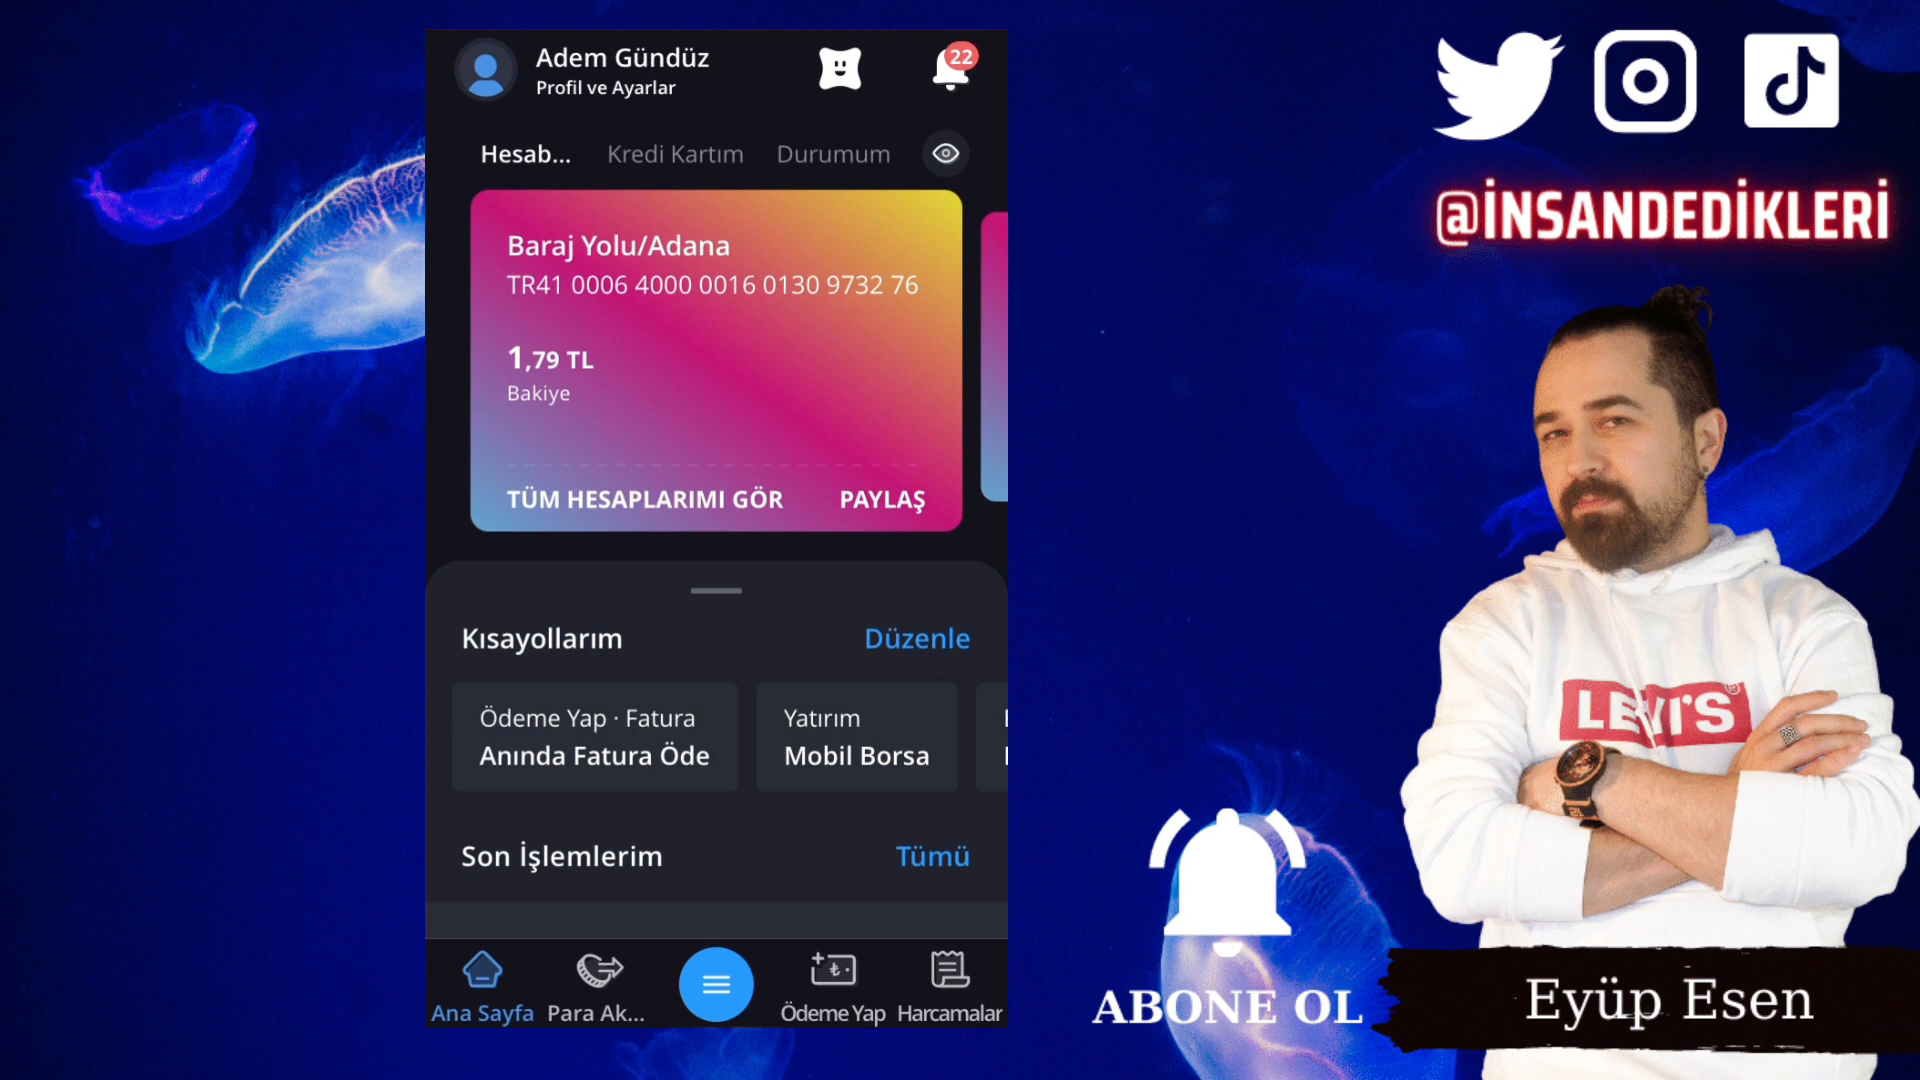 Adem Gündüz
Profil ve Ayarlar
22
Hesab...
Kredi Kartım
Durumum
Baraj Yolu/Adana
TR41 0006 4000 0016 0130 9732 76
1,79 TL
Bakiye
TÜM HESAPLARIMI GÖR
PAYLAŞ
Kısayollarım
Düzenle
Ödeme Yap · Fatura
Anında Fatura Öde
Yatırım
Mobil Borsa
Son İşlemlerim
Tümü
Ana Sayfa
Para Ak...
Ödeme Yap
Harcamalar
@İNSANDEDİKLERİ
LEVI'S®
ABONE OL
Eyüp Esen